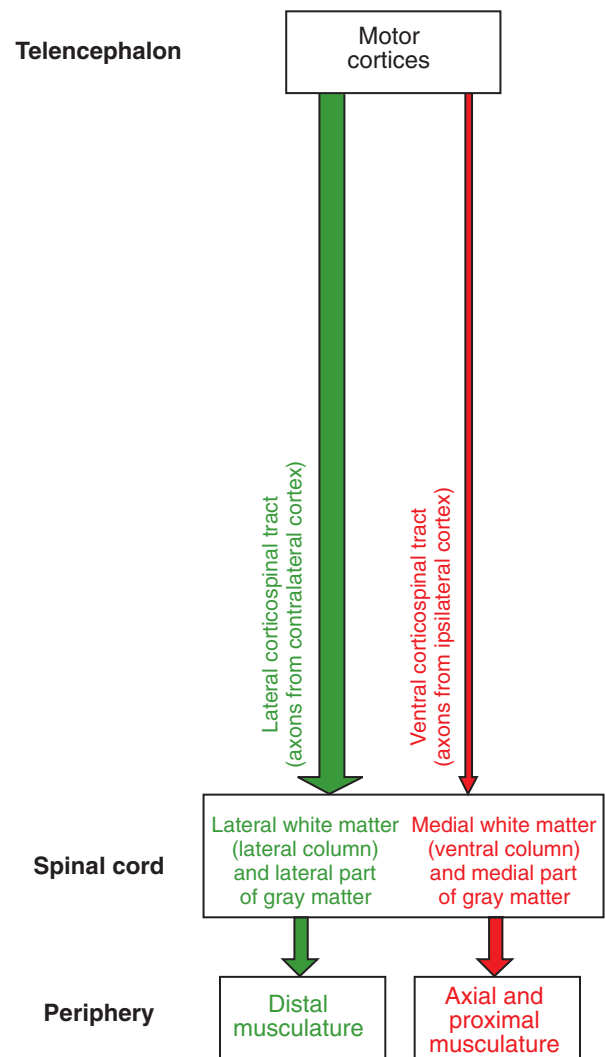 Telencephalon
Motor
cortices
Lateral corticospinal tract
(axons from contralateral cortex)
Ventral corticospinal tract
(axons from ipsilateral cortex)
Spinal cord
Lateral white matter
(lateral column)
and lateral part
of gray matter
Medial white matter
(ventral column)
and medial part
of gray matter
Periphery
Distal
musculature
Axial and
proximal
musculature